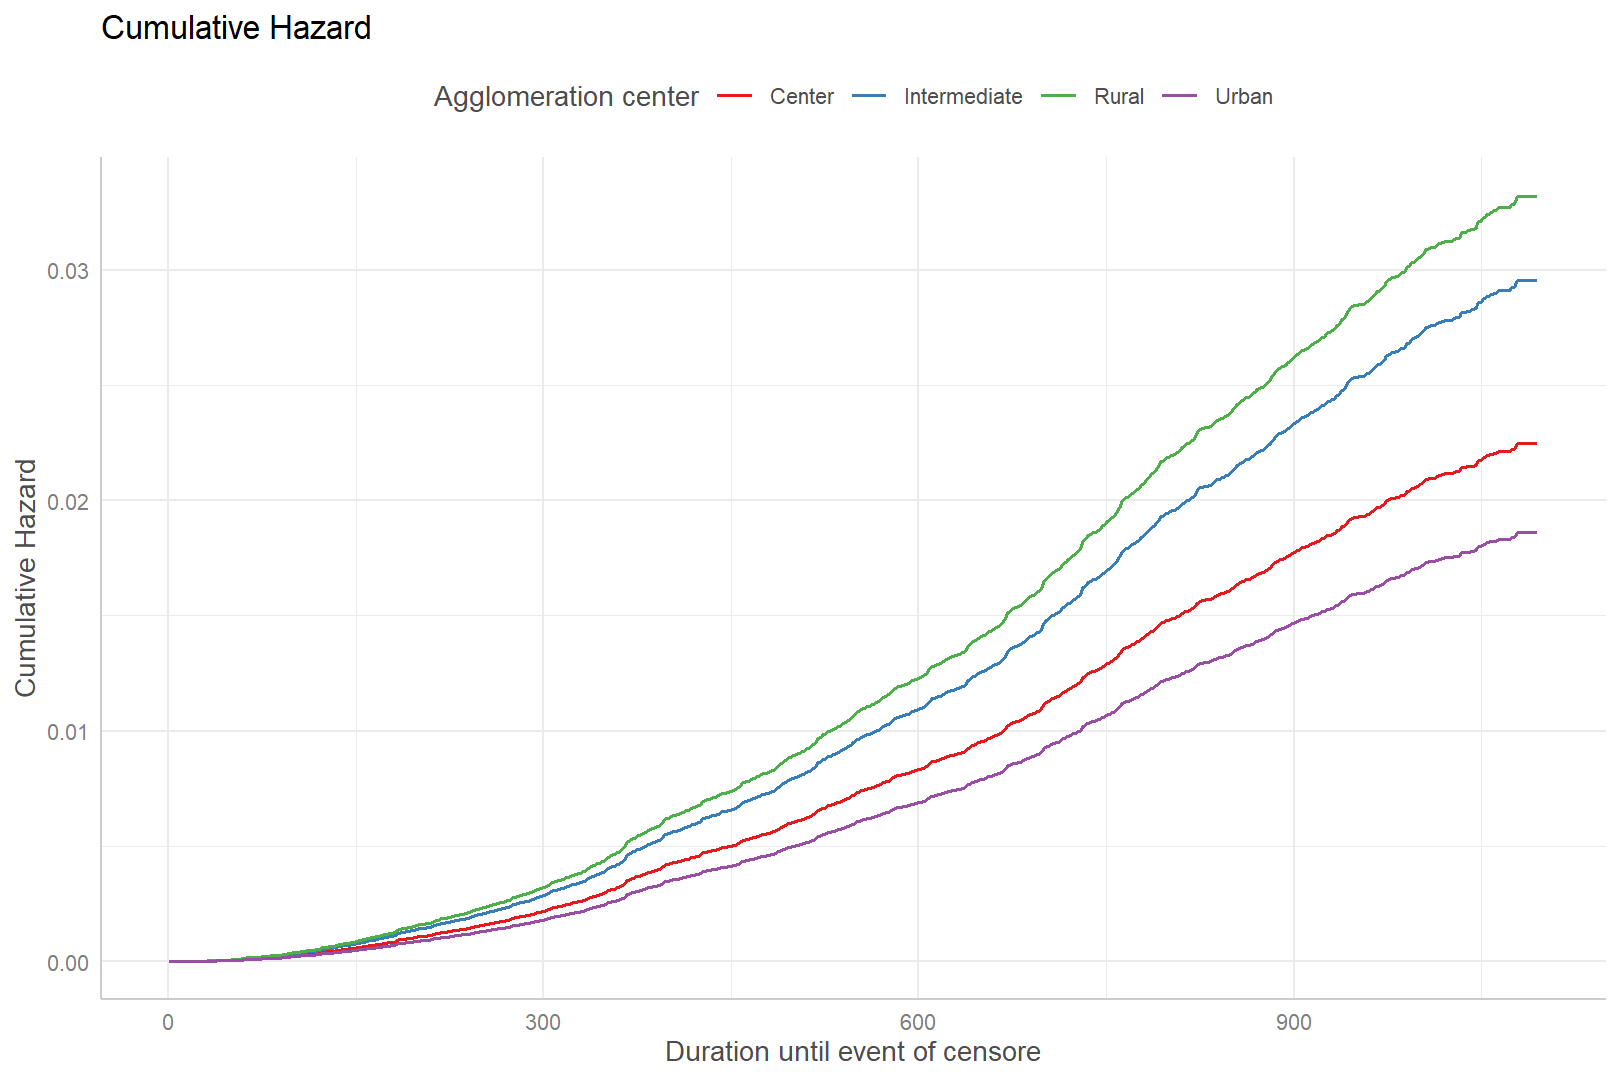 Cumulative Hazard
Agglomeration center Center Intermediate Rural Urban
Cumulative Hazard
0.03
0.02
0.01
0.00
0 300 600 900
Duration until event of censore